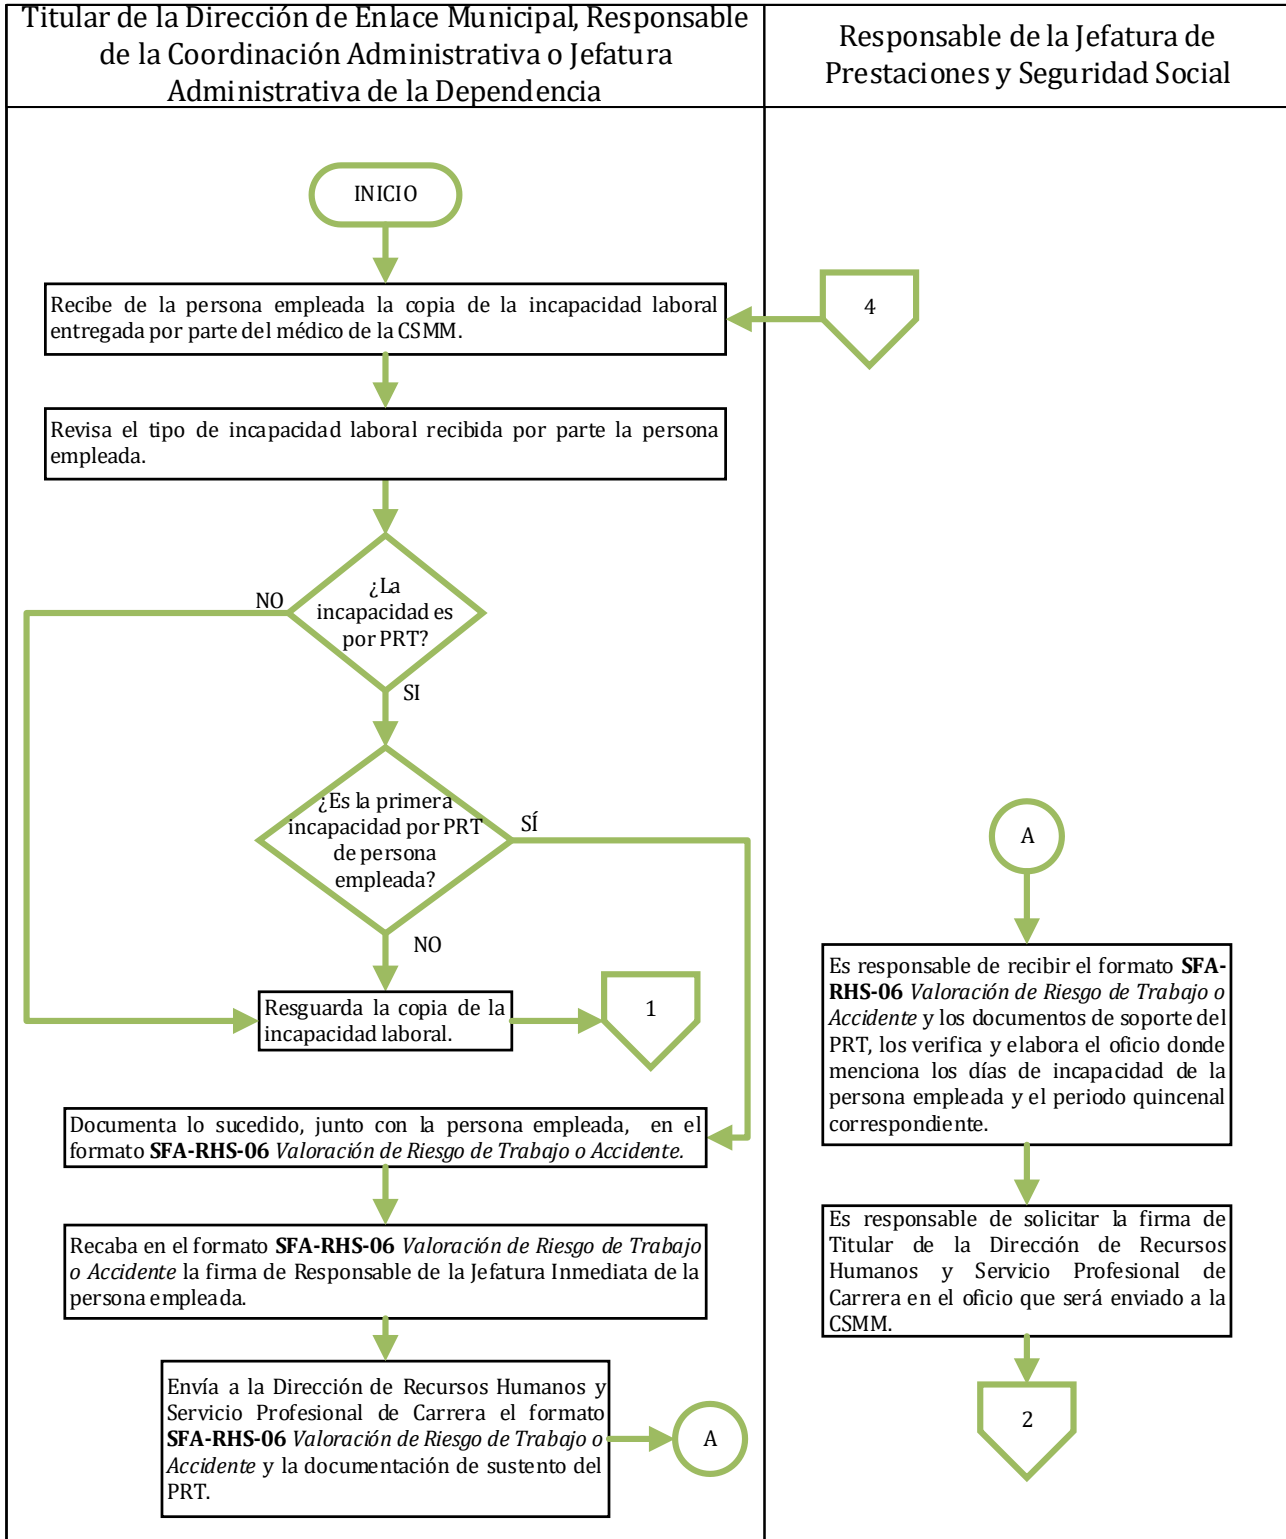 Titular de la Dirección de Enlace Municipal, Responsable
de la Coordinación Administrativa o Jefatura
Administrativa de la Dependencia
Responsable de la Jefatura de
Prestaciones y Seguridad Social
INICIO
Recibe de la persona empleada la copia de la incapacidad laboral
entregada por parte del médico de la CSMM.
4
Revisa el tipo de incapacidad laboral recibida por parte la persona
empleada.
¿La
incapacidad es
por PRT?
NO
SI
¿Es la primera
incapacidad por PRT
de persona
empleada?
SÍ
NO
Resguarda la copia de la
incapacidad laboral.
1
Documenta lo sucedido, junto con la persona empleada, en el
formato SFA-RHS-06 Valoración de Riesgo de Trabajo o Accidente.
Recaba en el formato SFA-RHS-06 Valoración de Riesgo de Trabajo
o Accidente la firma de Responsable de la Jefatura Inmediata de la
persona empleada.
Envía a la Dirección de Recursos Humanos y
Servicio Profesional de Carrera el formato
SFA-RHS-06 Valoración de Riesgo de Trabajo o
Accidente y la documentación de sustento del
PRT.
A
A
Es responsable de recibir el formato SFA-
RHS-06 Valoración de Riesgo de Trabajo o
Accidente y los documentos de soporte del
PRT, los verifica y elabora el oficio donde
menciona los días de incapacidad de la
persona empleada y el periodo quincenal
correspondiente.
Es responsable de solicitar la firma de
Titular de la Dirección de Recursos
Humanos y Servicio Profesional de
Carrera en el oficio que será enviado a la
CSMM.
2